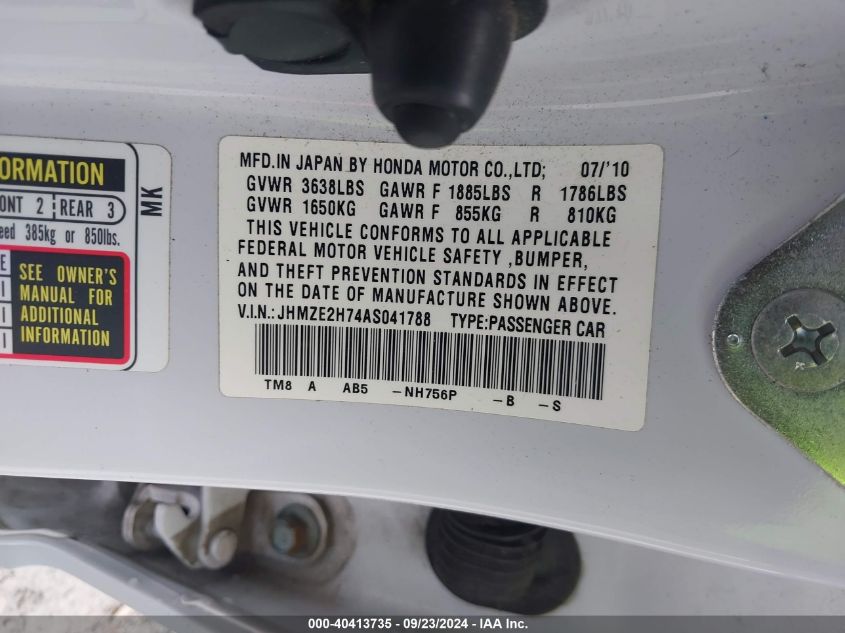 ORMATION
ONT 2 REAR 3
eed 385kg or 850lbs.
MK
SEE OWNER'S
MANUAL FOR
ADDITIONAL
INFORMATION
MFD.IN JAPAN BY HONDA MOTOR CO.,LTD; 07/'10
GVWR 3638LBS GAWR F 1885LBS R 1786LBS
GVWR 1650KG GAWR F 855KG R 810KG
THIS VEHICLE CONFORMS TO ALL APPLICABLE
FEDERAL MOTOR VEHICLE SAFETY ,BUMPER,
AND THEFT PREVENTION STANDARDS IN EFFECT
ON THE DATE OF MANUFACTURE SHOWN ABOVE.
V.I.N.: JHMZE2H74AS041788 TYPE:PASSENGER CAR
TM8 A AB5 -NH756P -B -S
000-40413735 - 09/23/2024 - IAA Inc.